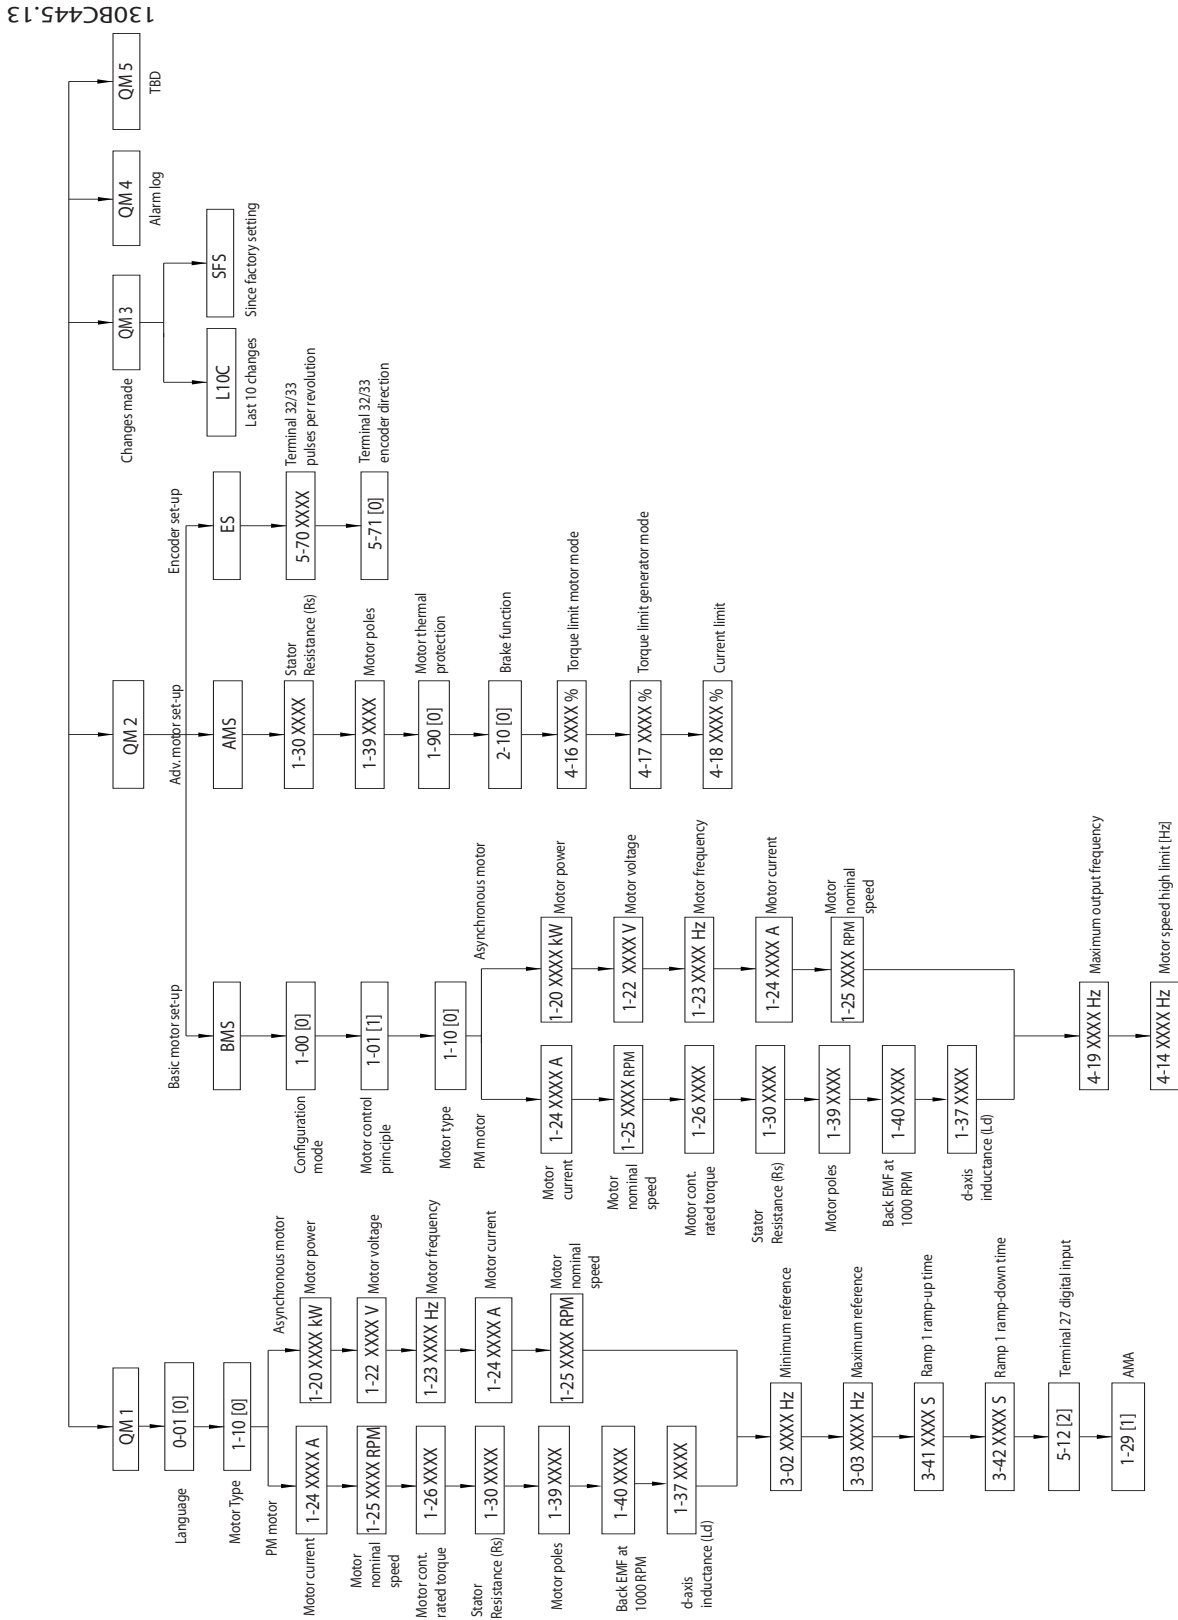 130BC445.13
QM 1
0-01 [0]
Language
1-10 [0]
Motor Type
PM motor
1-24 XXXX A
Motor current
1-25 XXXX RPM
Motor
nominal
speed
1-26 XXXX
Motor cont.
rated torque
1-30 XXXX
Stator
Resistance (Rs)
1-39 XXXX
Motor poles
1-40 XXXX
Back EMF at
1000 RPM
1-37 XXXX
d-axis
inductance (Ld)
Asynchronous motor
1-20 XXXX kW
Motor power
1-22 XXXX V
Motor voltage
1-23 XXXX Hz
Motor frequency
1-24 XXXX A
Motor current
1-25 XXXX RPM
Motor
nominal
speed
3-02 XXXX Hz
Minimum reference
3-03 XXXX Hz
Maximum reference
3-41 XXXX S
Ramp 1 ramp-up time
3-42 XXXX S
Ramp 1 ramp-down time
5-12 [2]
Terminal 27 digital input
1-29 [1]
AMA
QM 2
Basic motor set-up
BMS
1-00 [0]
Configuration
mode
1-01 [1]
Motor control
principle
1-10 [0]
Motor type
PM motor
1-24 XXXX A
Motor
current
1-25 XXXX RPM
Motor
nominal
speed
1-26 XXXX
Motor cont.
rated torque
1-30 XXXX
Stator
Resistance (Rs)
1-39 XXXX
Motor poles
1-40 XXXX
Back EMF at
1000 RPM
1-37 XXXX
d-axis
inductance (Ld)
Asynchronous motor
1-20 XXXX kW
Motor power
1-22 XXXX V
Motor voltage
1-23 XXXX Hz
Motor frequency
1-24 XXXX A
Motor current
1-25 XXXX RPM
Motor
nominal
speed
4-19 XXXX Hz
Maximum output frequency
4-14 XXXX Hz
Motor speed high limit [Hz]
Adv. motor set-up
AMS
1-30 XXXX
Stator
Resistance (Rs)
1-39 XXXX
Motor poles
1-90 [0]
Motor thermal
protection
2-10 [0]
Brake function
4-16 XXXX %
Torque limit motor mode
4-17 XXXX %
Torque limit generator mode
4-18 XXXX %
Current limit
Encoder set-up
ES
5-70 XXXX
Terminal 32/33
pulses per revolution
5-71 [0]
Terminal 32/33
encoder direction
QM 3
Changes made
L10C
Last 10 changes
SFS
Since factory setting
QM 4
Alarm log
QM 5
TBD